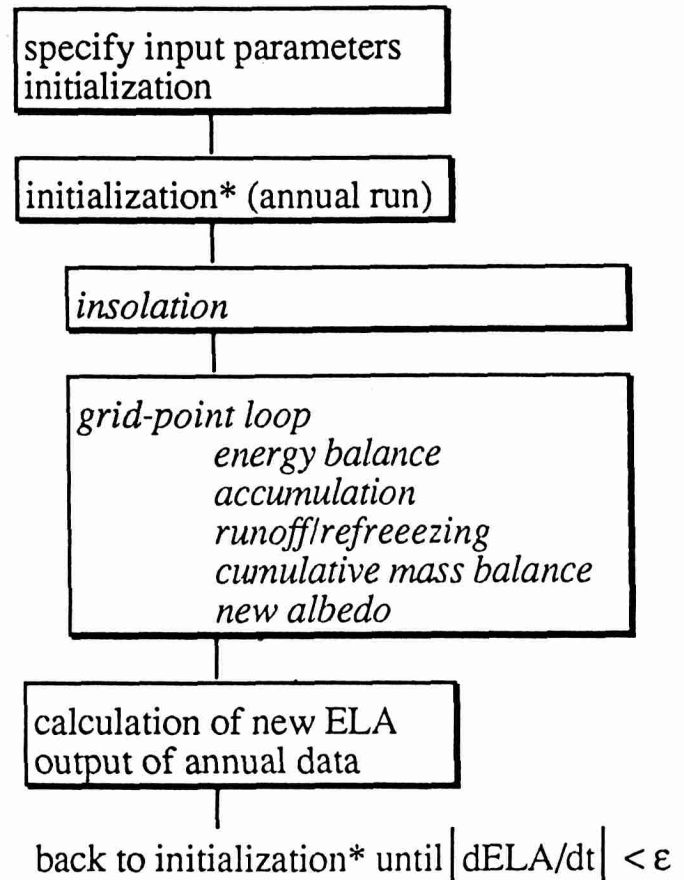 specify input parameters
initialization
initialization* (annual run)
insolation
grid-point loop
energy balance
accumulation
runoff/refreeezing
cumulative mass balance
new albedo
calculation of new ELA
output of annual data
back to initialization* until |dELA/dt| < ε